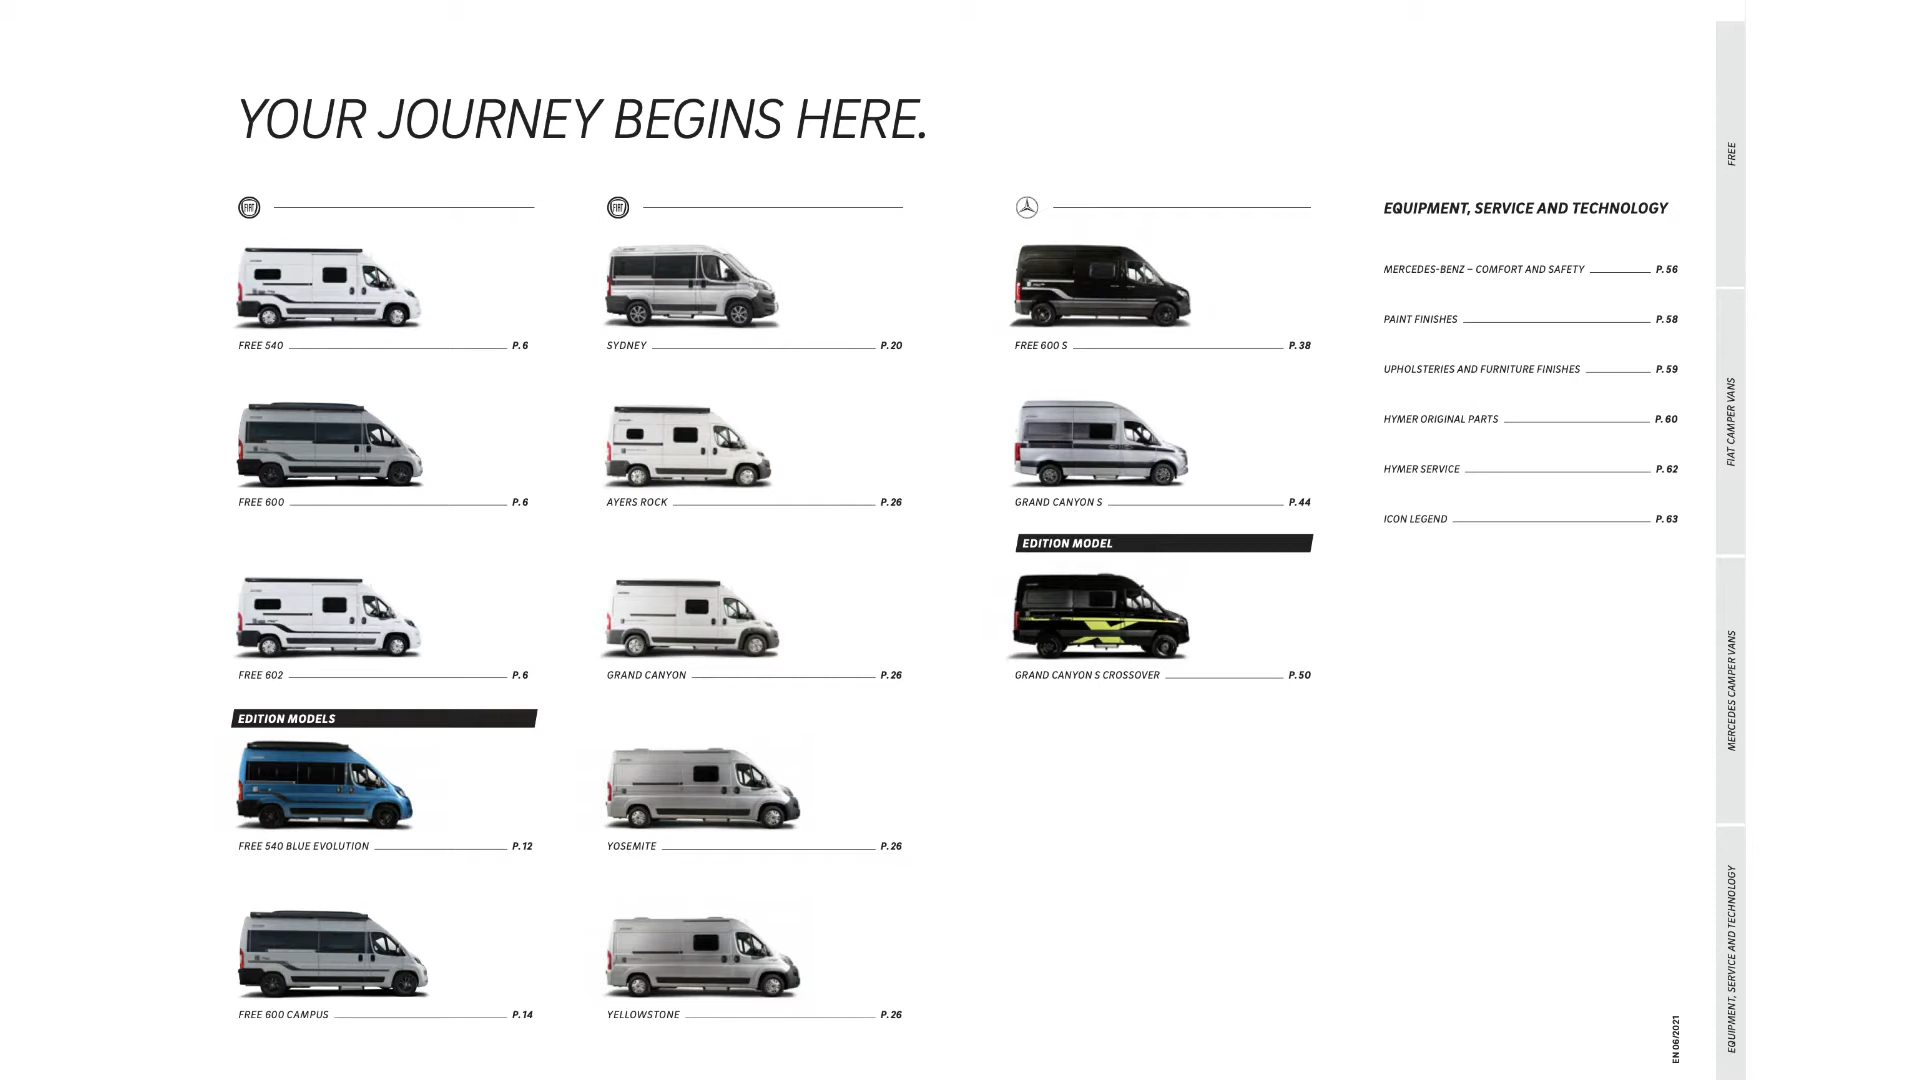 YOUR JOURNEY BEGINS HERE.
FIAT
FREE 540 P. 6
FREE 600 P. 6
FREE 602 P. 6
EDITION MODELS
FREE 540 BLUE EVOLUTION P. 12
FREE 600 CAMPUS P. 14
FIAT
SYDNEY P. 20
AYERS ROCK P. 26
GRAND CANYON P. 26
YOSEMITE P. 26
YELLOWSTONE P. 26
FREE 600 S P. 38
GRAND CANYON S P. 44
EDITION MODEL
GRAND CANYON S CROSSOVER P. 50
EQUIPMENT, SERVICE AND TECHNOLOGY
MERCEDES-BENZ – COMFORT AND SAFETY P. 56
PAINT FINISHES P. 58
UPHOLSTERIES AND FURNITURE FINISHES P. 59
HYMER ORIGINAL PARTS P. 60
HYMER SERVICE P. 62
ICON LEGEND P. 63
FREE
FIAT CAMPER VANS
MERCEDES CAMPER VANS
EQUIPMENT, SERVICE AND TECHNOLOGY
EN 06/2021